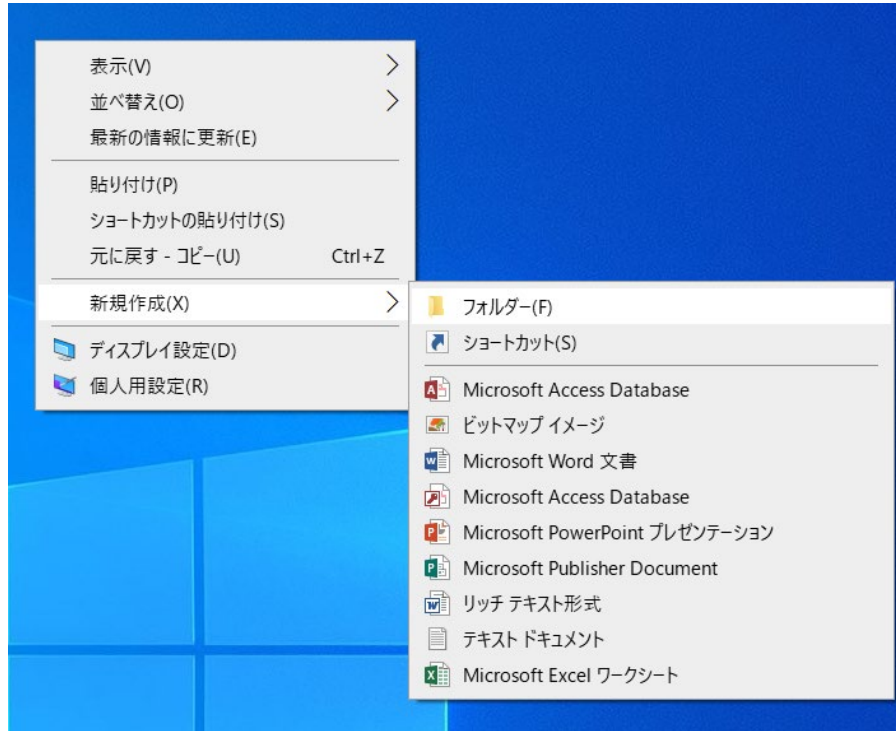 表示(V)
並べ替え(O)
最新の情報に更新(E)
貼り付け(P)
ショートカットの貼り付け(S)
元に戻す - コピー(U) Ctrl+Z
新規作成(X)
ディスプレイ設定(D)
個人用設定(R)
フォルダー(F)
ショートカット(S)
Microsoft Access Database
ビットマップ イメージ
Microsoft Word 文書
Microsoft Access Database
Microsoft PowerPoint プレゼンテーション
Microsoft Publisher Document
リッチ テキスト形式
テキスト ドキュメント
Microsoft Excel ワークシート